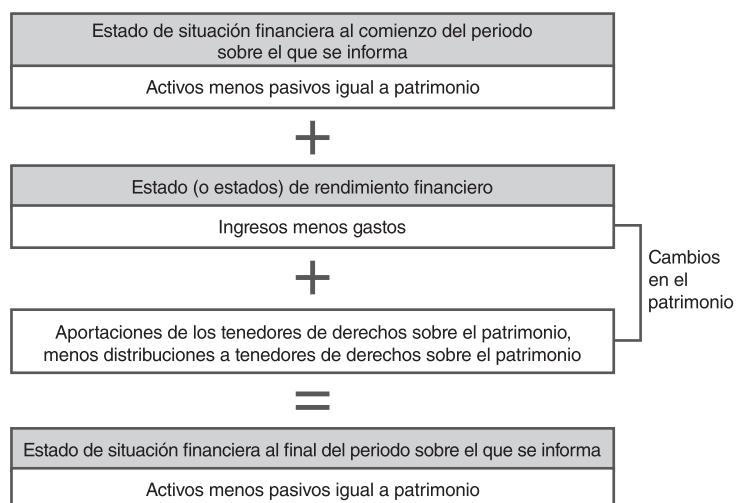 Estado de situación financiera al comienzo del periodo
sobre el que se informa
Activos menos pasivos igual a patrimonio
+
Estado (o estados) de rendimiento financiero
Ingresos menos gastos
+
Cambios
en el
patrimonio
Aportaciones de los tenedores de derechos sobre el patrimonio,
menos distribuciones a tenedores de derechos sobre el patrimonio
=
Estado de situación financiera al final del periodo sobre el que se informa
Activos menos pasivos igual a patrimonio